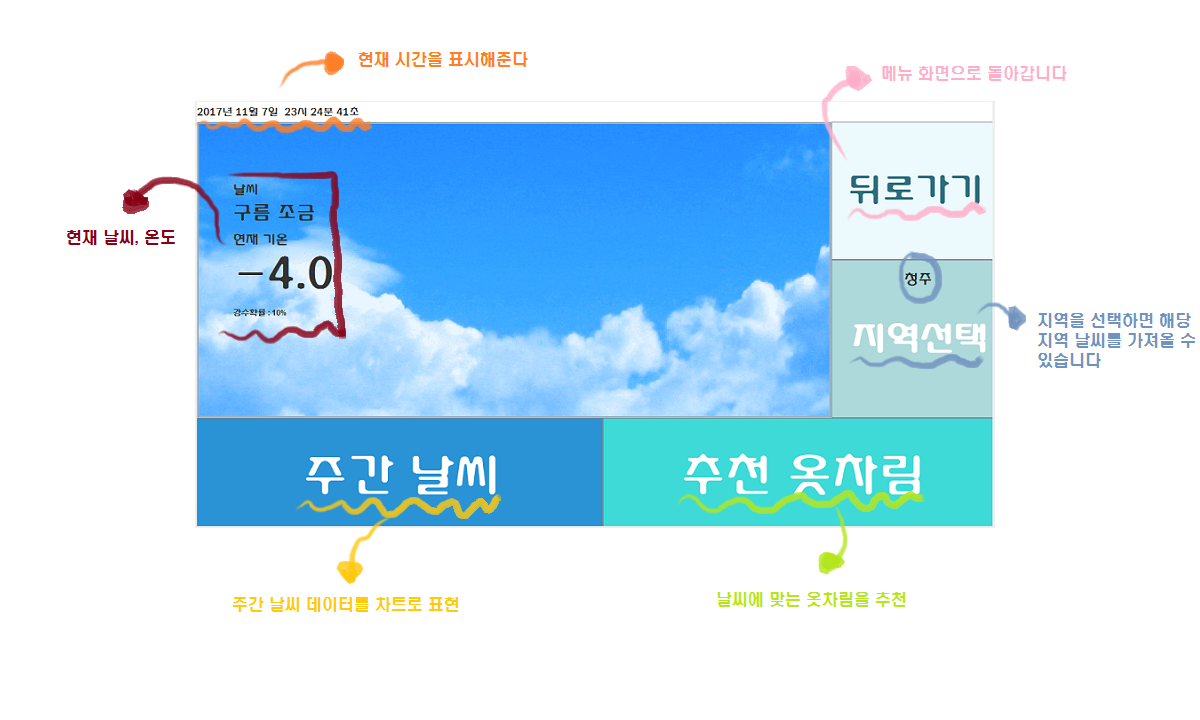 현재 시간을 표시해준다
메뉴 화면으로 돌아갑니다
2017년 11월 7일 23시 24분 41초
날씨
구름 조금
현재 기온
-4.0
강수확률 : 10%
현재 날씨, 온도
뒤로가기
청주
지역선택
지역을 선택하면 해당
지역 날씨를 가져올 수
있습니다
주간 날씨
추천 옷차림
주간 날씨 데이터를 차트로 표현
날씨에 맞는 옷차림을 추천